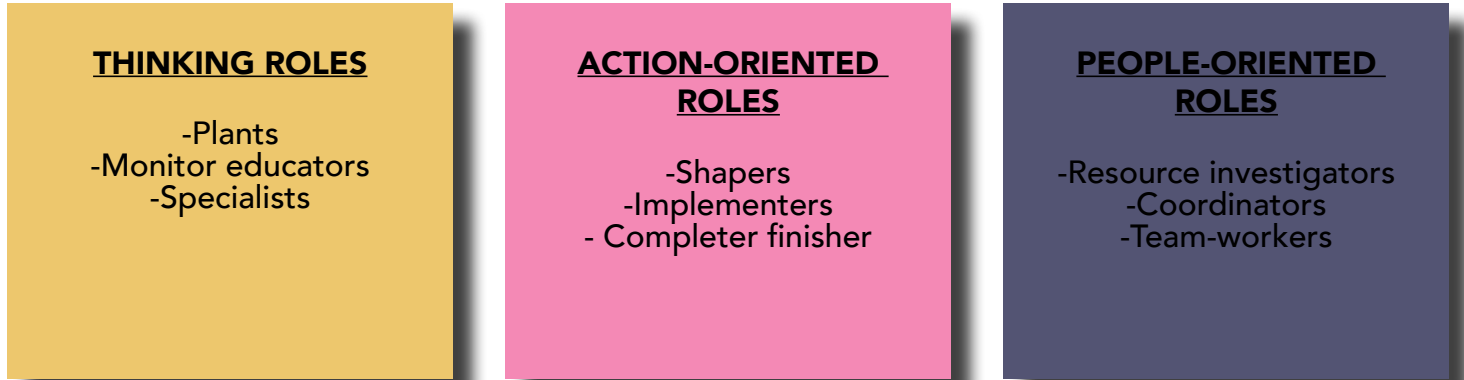 THINKING ROLES
-Plants
-Monitor educators
-Specialists
ACTION-ORIENTED
ROLES
-Shapers
-Implementers
- Completer finisher
PEOPLE-ORIENTED
ROLES
-Resource investigators
-Coordinators
-Team-workers